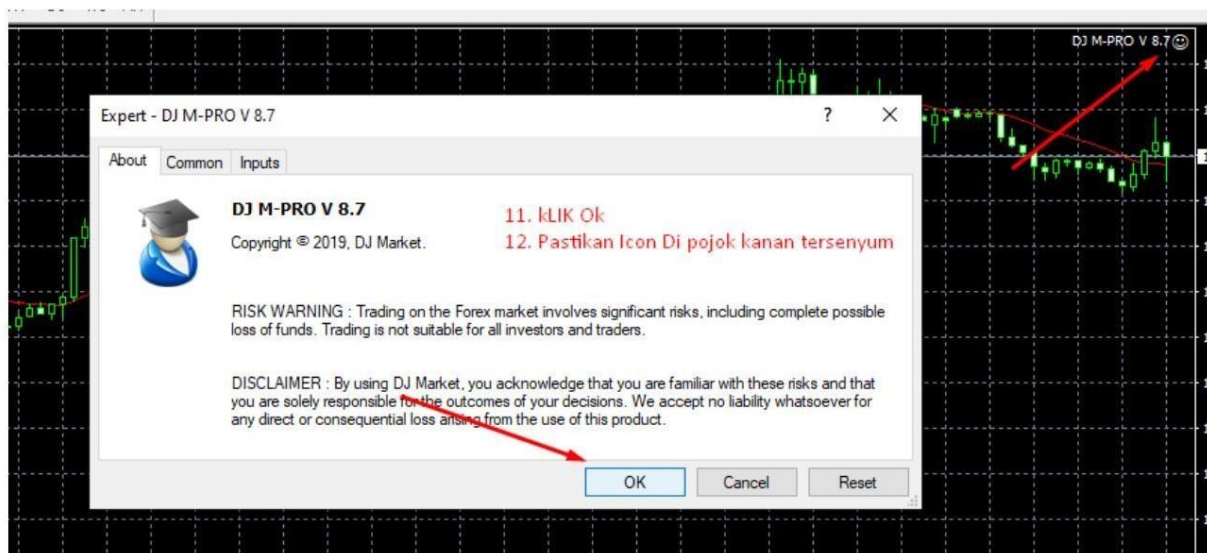 DJ M-PRO V 8.7
Expert - DJ M-PRO V 8.7
?
About
Common
Inputs
DJ M-PRO V 8.7
Copyright © 2019, DJ Market.
11. kLIK Ok
12. Pastikan Icon Di pojok kanan tersenyum
RISK WARNING : Trading on the Forex market involves significant risks, including complete possible
loss of funds. Trading is not suitable for all investors and traders.
DISCLAIMER : By using DJ Market, you acknowledge that you are familiar with these risks and that
you are solely responsible for the outcomes of your decisions. We accept no liability whatsoever for
any direct or consequential loss arising from the use of this product.
OK
Cancel
Reset